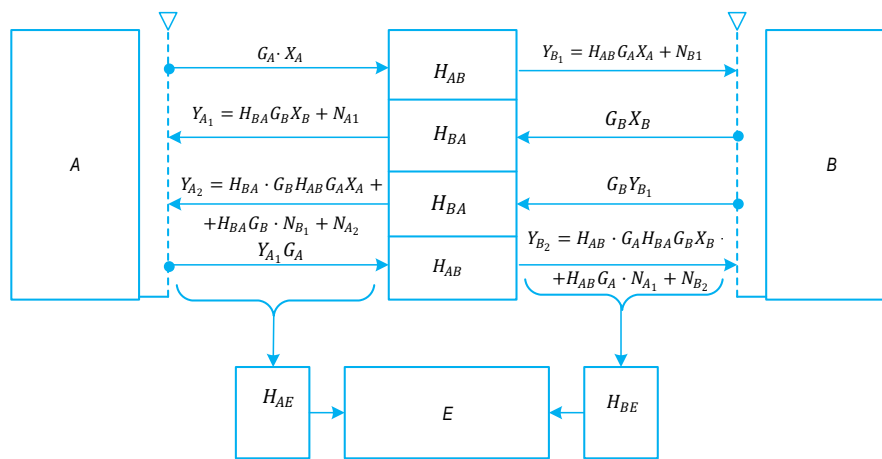 G_A· X_A
H_AB
Y_B₁ = H_AB G_A X_A + N_B1
Y_A₁ = H_BA G_B X_B + N_A1
H_BA
G_B X_B
A
B
Y_A₂ = H_BA · G_B H_AB G_A X_A +
+H_BA G_B · N_B₁ + N_A₂
H_BA
G_B Y_B₁
Y_A₁ G_A
H_AB
Y_B₂ = H_AB · G_A H_BA G_B X_B ·
+H_AB G_A · N_A₁ + N_B₂
H_AE
E
H_BE